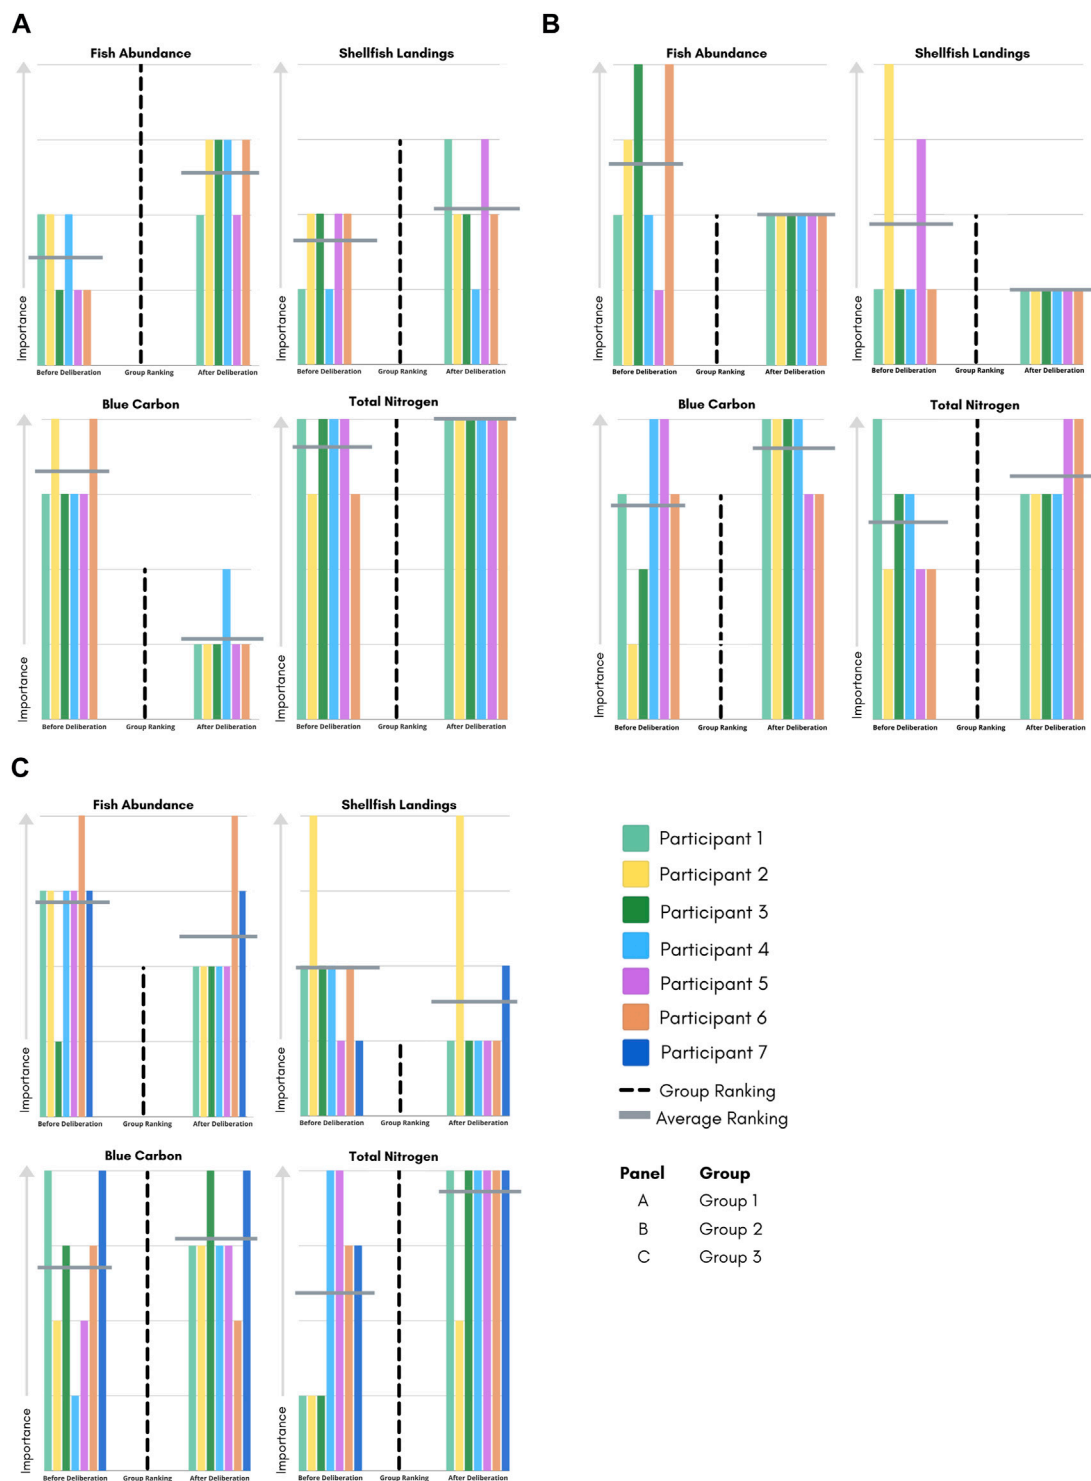 A
B
Fish Abundance
Shellfish Landings
Fish Abundance
Shellfish Landings
Importance
Importance
Importance
Importance
Before Deliberation Group Ranking After Deliberation
Before Deliberation Group Ranking After Deliberation
Before Deliberation Group Ranking After Deliberation
Before Deliberation Group Ranking After Deliberation
Blue Carbon
Total Nitrogen
Blue Carbon
Total Nitrogen
Importance
Importance
Importance
Importance
Before Deliberation Group Ranking After Deliberation
Before Deliberation Group Ranking After Deliberation
Before Deliberation Group Ranking After Deliberation
Before Deliberation Group Ranking After Deliberation
C
Fish Abundance
Shellfish Landings
Importance
Importance
Before Deliberation Group Ranking After Deliberation
Before Deliberation Group Ranking After Deliberation
Blue Carbon
Total Nitrogen
Importance
Importance
Before Deliberation Group Ranking After Deliberation
Before Deliberation Group Ranking After Deliberation
Participant 1
Participant 2
Participant 3
Participant 4
Participant 5
Participant 6
Participant 7
Group Ranking
Average Ranking
Panel Group
A Group 1
B Group 2
C Group 3